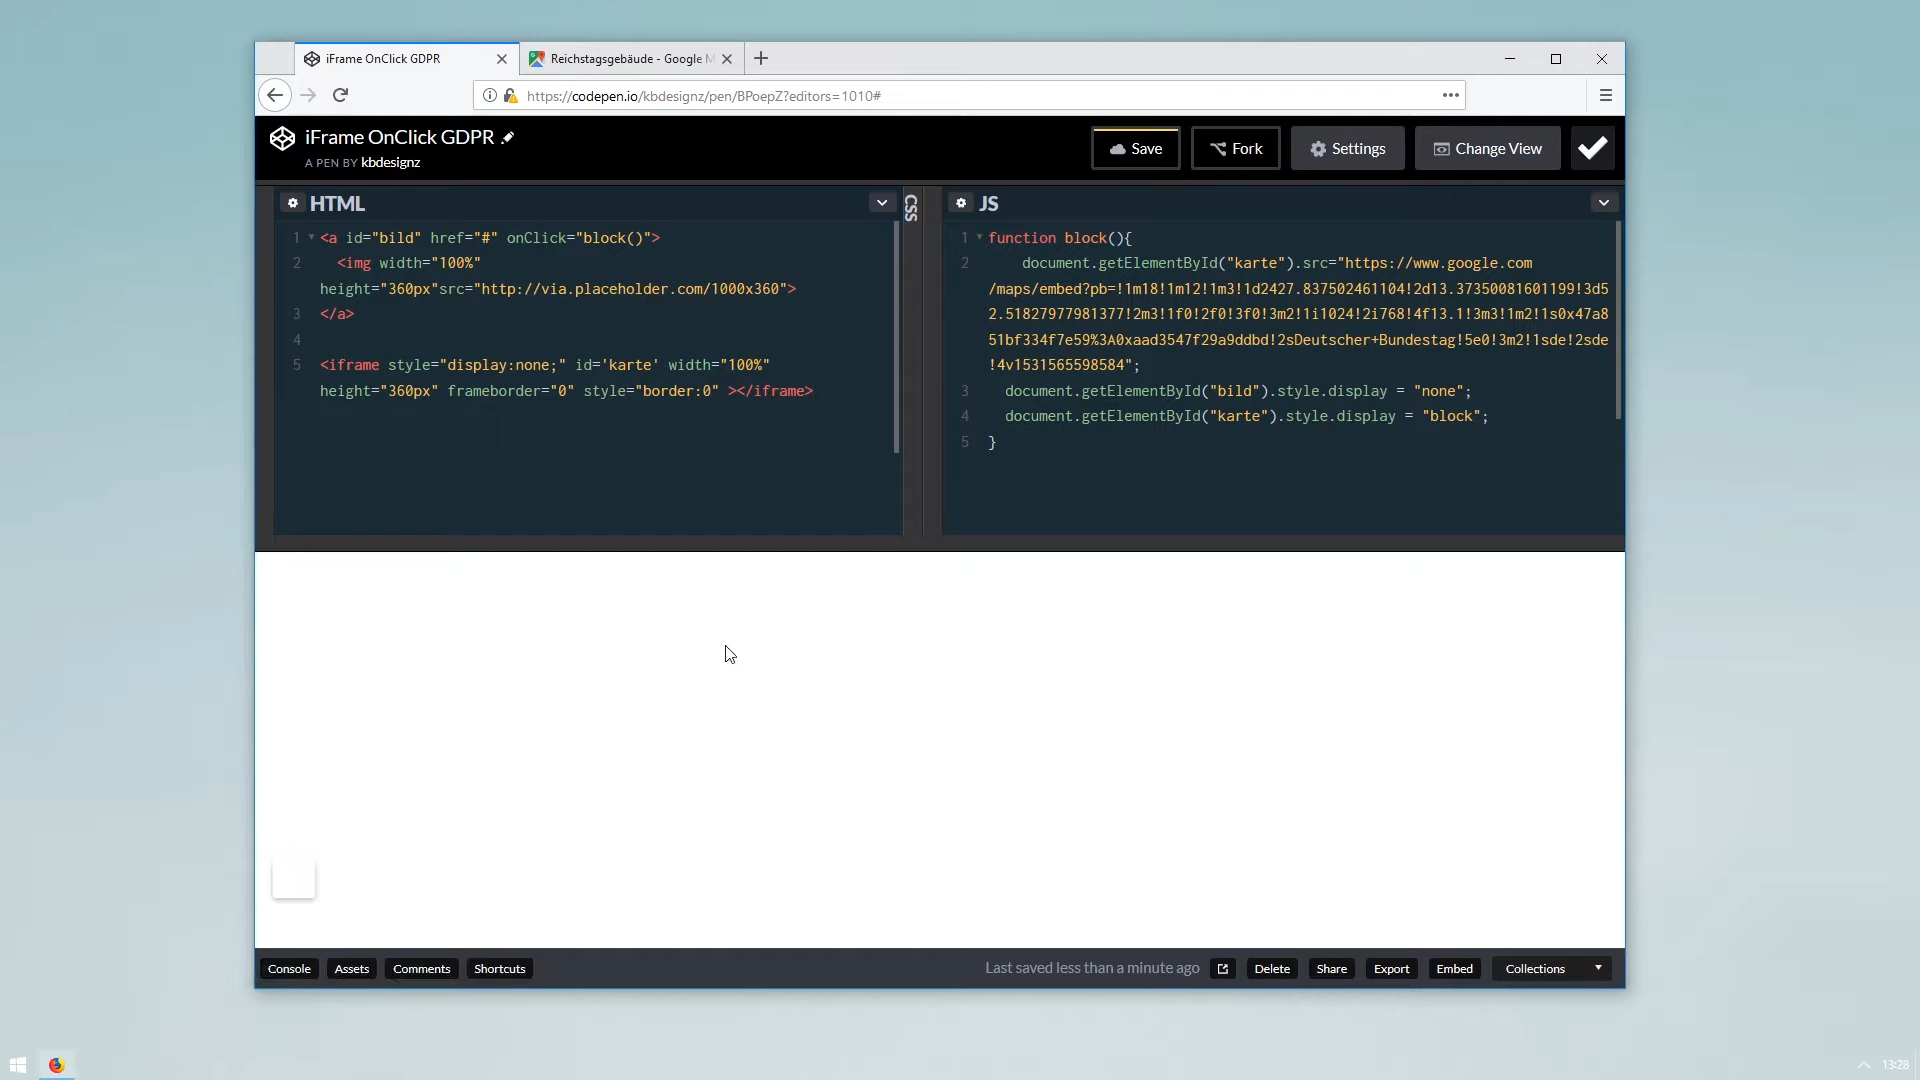 iFrame OnClick GDPR
Reichstagsgebäude - Google M
https://codepen.io/kbdesignz/pen/BPoepZ?editors=1010#
iFrame OnClick GDPR
A PEN BY kbdesignz
Save
Fork
Settings
Change View
HTML
1 <a id="bild" href="#" onClick="block()">
2 <img width="100%"
height="360px"src="http://via.placeholder.com/1000x360">
3 </a>
4
5 <iframe style="display:none;" id='karte' width="100%"
height="360px" frameborder="0" style="border:0" ></iframe>
CSS
JS
1 function block(){
2 document.getElementById("karte").src="https://www.google.com
/maps/embed?pb=!1m18!1m12!1m3!1d2427.837502461104!2d13.37350081601199!3d5
2.51827977981377!2m3!1f0!2f0!3f0!3m2!1i1024!2i768!4f13.1!3m3!1m2!1s0x47a8
51bf334f7e59%3A0xaad3547f29a9ddbd!2sDeutscher+Bundestag!5e0!3m2!1sde!2sde
!4v1531565598584";
3 document.getElementById("bild").style.display = "none";
4 document.getElementById("karte").style.display = "block";
5 }
Console
Assets
Comments
Shortcuts
Last saved less than a minute ago
Delete
Share
Export
Embed
Collections
13:28